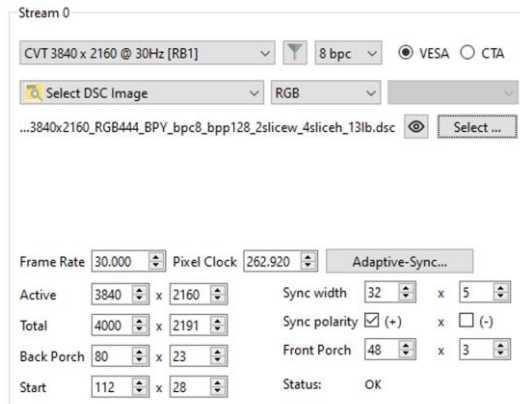 Stream 0
CVT 3840 x 2160 @ 30Hz [RB1] 8 bpc VESA CTA
Select DSC Image RGB
...3840x2160_RGB444_BPY_bpc8_bpp128_2slicew_4sliceh_13lb.dsc Select ...
Frame Rate 30.000 Pixel Clock 262.920 Adaptive-Sync...
Active 3840 x 2160 Sync width 32 x 5
Total 4000 x 2191 Sync polarity (+) x (-)
Back Porch 80 x 23 Front Porch 48 x 3
Start 112 x 28 Status: OK